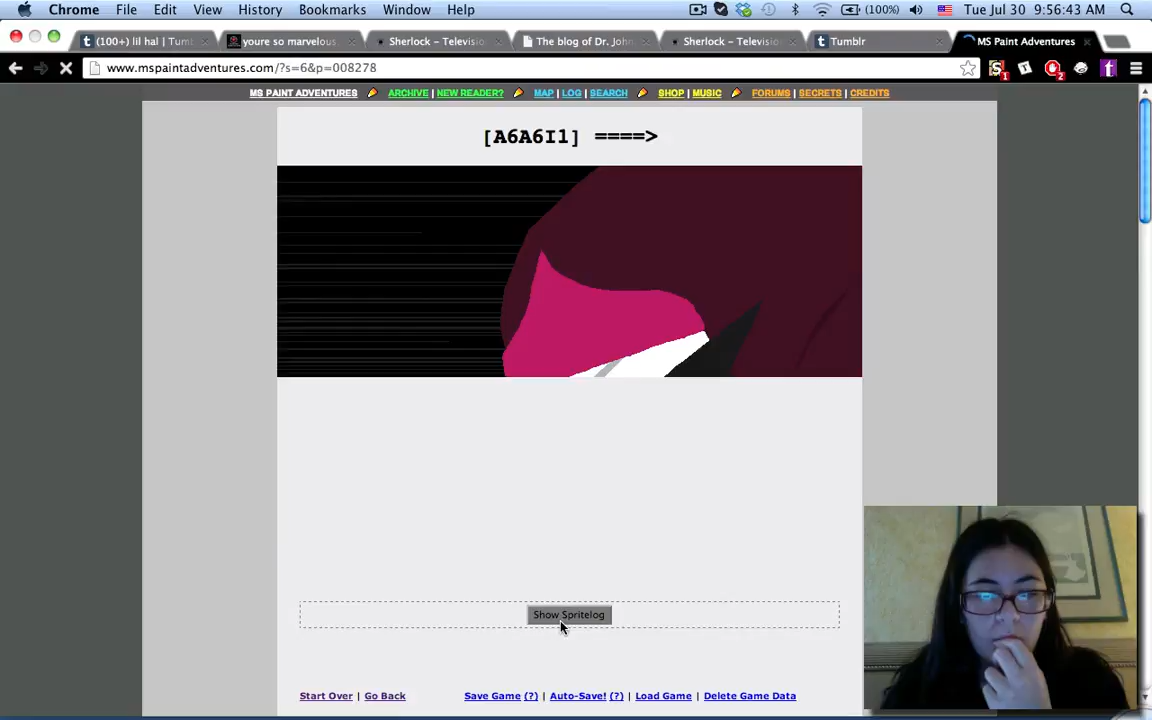 Chrome File Edit View History Bookmarks Window Help (100%) Tue Jul 30 9:56:43 AM
(100+) lil hal | Tum youre so marvelous. Sherlock – Televisio The blog of Dr. John Sherlock – Televisio Tumblr MS Paint Adventures
www.mspaintadventures.com/?s=6&p=008278
MS PAINT ADVENTURES ARCHIVE | NEW READER? MAP | LOG | SEARCH SHOP | MUSIC FORUMS | SECRETS | CREDITS
[A6A6I1] ====>
Show Spritelog
Start Over | Go Back Save Game (?) | Auto-Save! (?) | Load Game | Delete Game Data